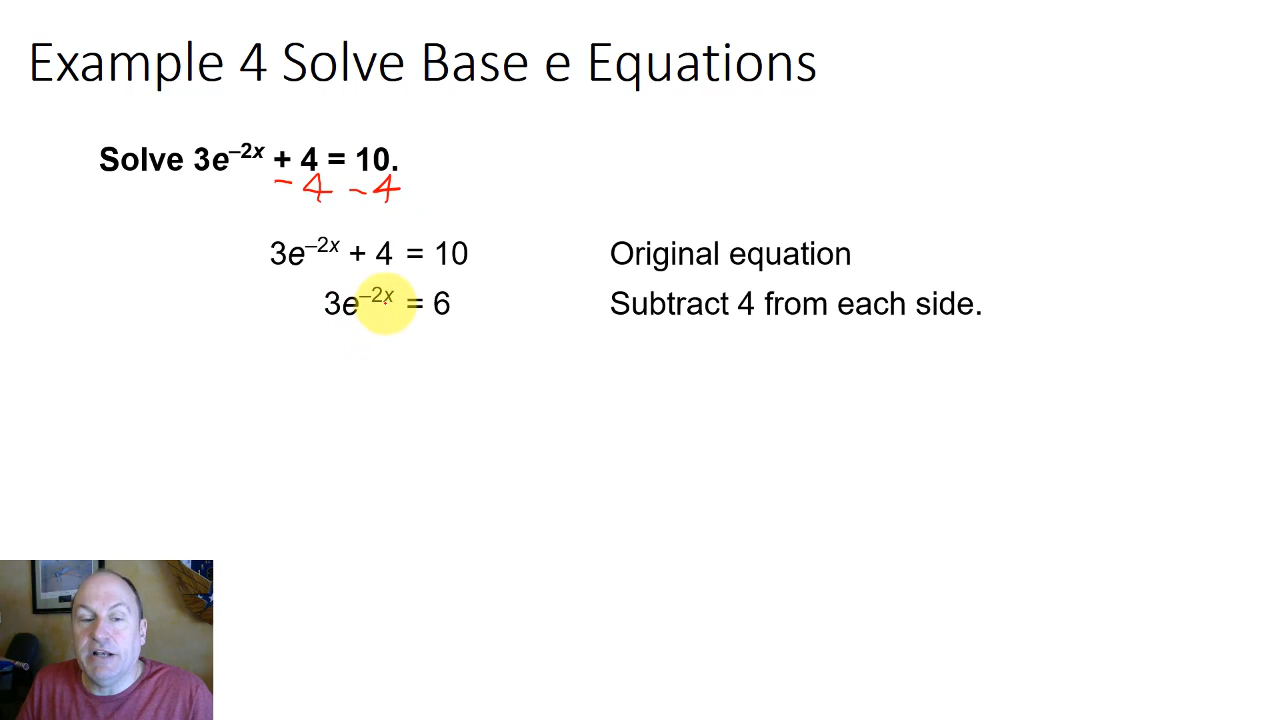 Example 4 Solve Base e Equations
Solve 3e⁻²ˣ + 4 = 10.
− 4 − 4
3e⁻²ˣ + 4 = 10 Original equation
3e⁻²ˣ = 6 Subtract 4 from each side.